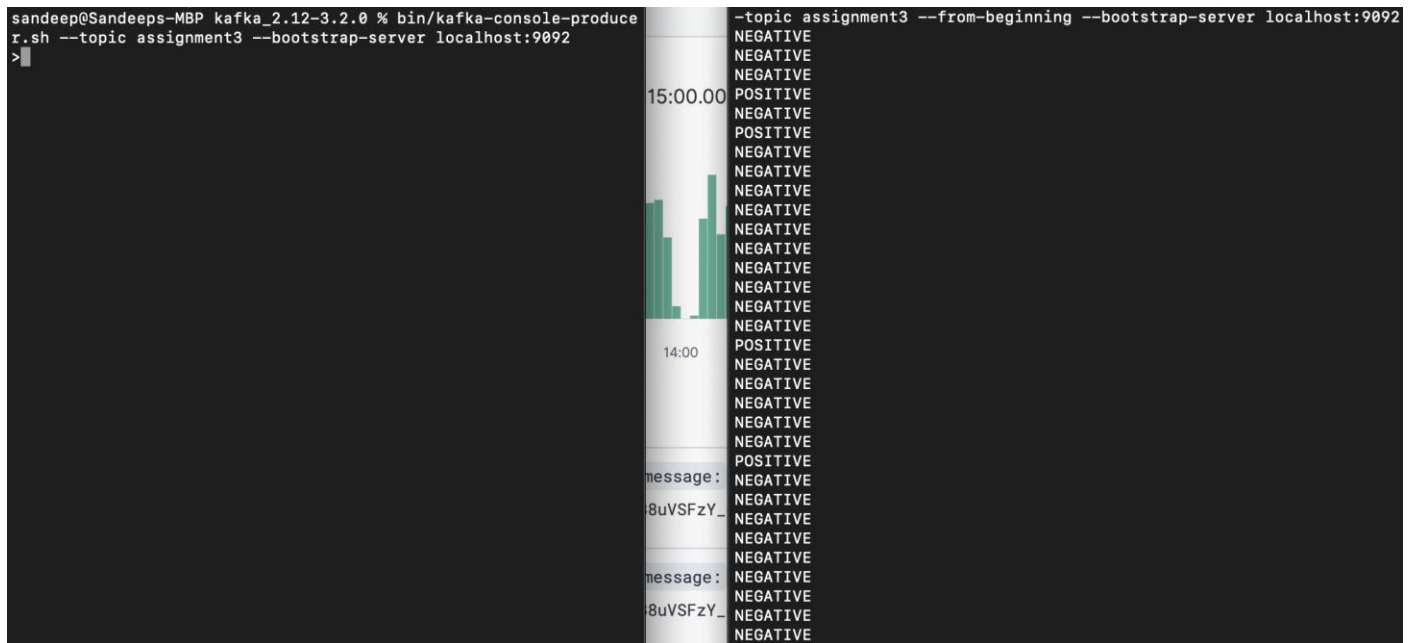 sandeep@Sandeeps-MBP kafka_2.12-3.2.0 % bin/kafka-console-produce
r.sh --topic assignment3 --bootstrap-server localhost:9092
>
15:00.00
14:00
message:
8uVSFzY_
message:
8uVSFzY_
-topic assignment3 --from-beginning --bootstrap-server localhost:9092
NEGATIVE
NEGATIVE
NEGATIVE
POSITIVE
NEGATIVE
POSITIVE
NEGATIVE
NEGATIVE
NEGATIVE
NEGATIVE
NEGATIVE
NEGATIVE
NEGATIVE
NEGATIVE
NEGATIVE
NEGATIVE
POSITIVE
NEGATIVE
NEGATIVE
NEGATIVE
NEGATIVE
NEGATIVE
POSITIVE
NEGATIVE
NEGATIVE
NEGATIVE
NEGATIVE
NEGATIVE
NEGATIVE
NEGATIVE
NEGATIVE
NEGATIVE